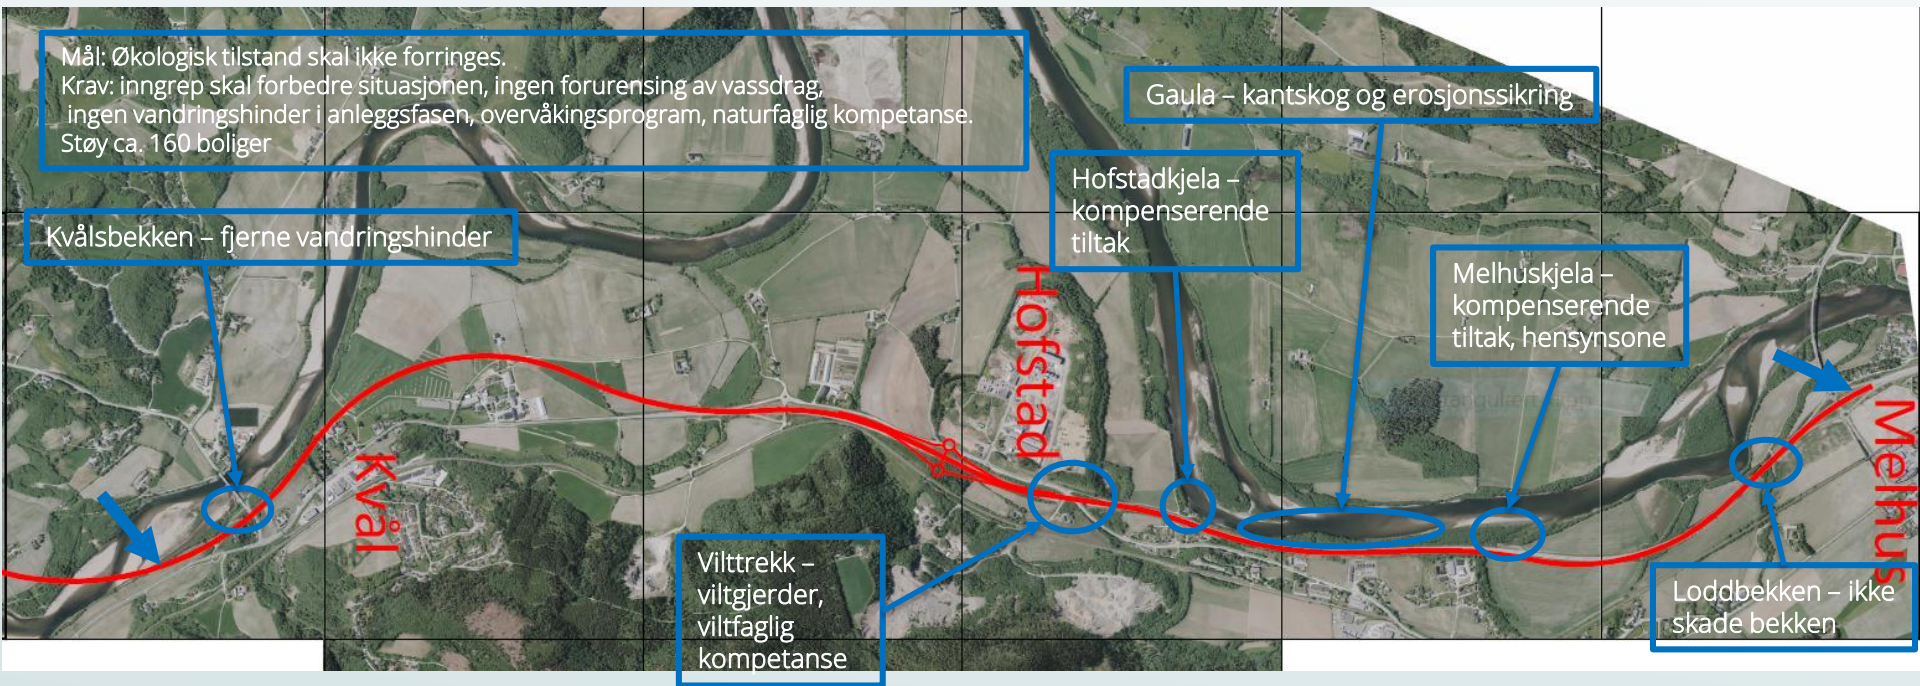 Mål: Økologisk tilstand skal ikke forringes.
Krav: inngrep skal forbedre situasjonen, ingen forurensing av vassdrag,
ingen vandringshinder i anleggsfasen, overvåkingsprogram, naturfaglig kompetanse.
Støy ca. 160 boliger
Gaula – kantskog og erosjonssikring
Hofstadkjela –
kompenserende
tiltak
Kvålsbekken – fjerne vandringshinder
Melhuskjela –
kompenserende
tiltak, hensynsone
Hofstad
Kvål
Melhus
Vilttrekk –
viltgjerder,
viltfaglig
kompetanse
Loddbekken – ikke
skade bekken